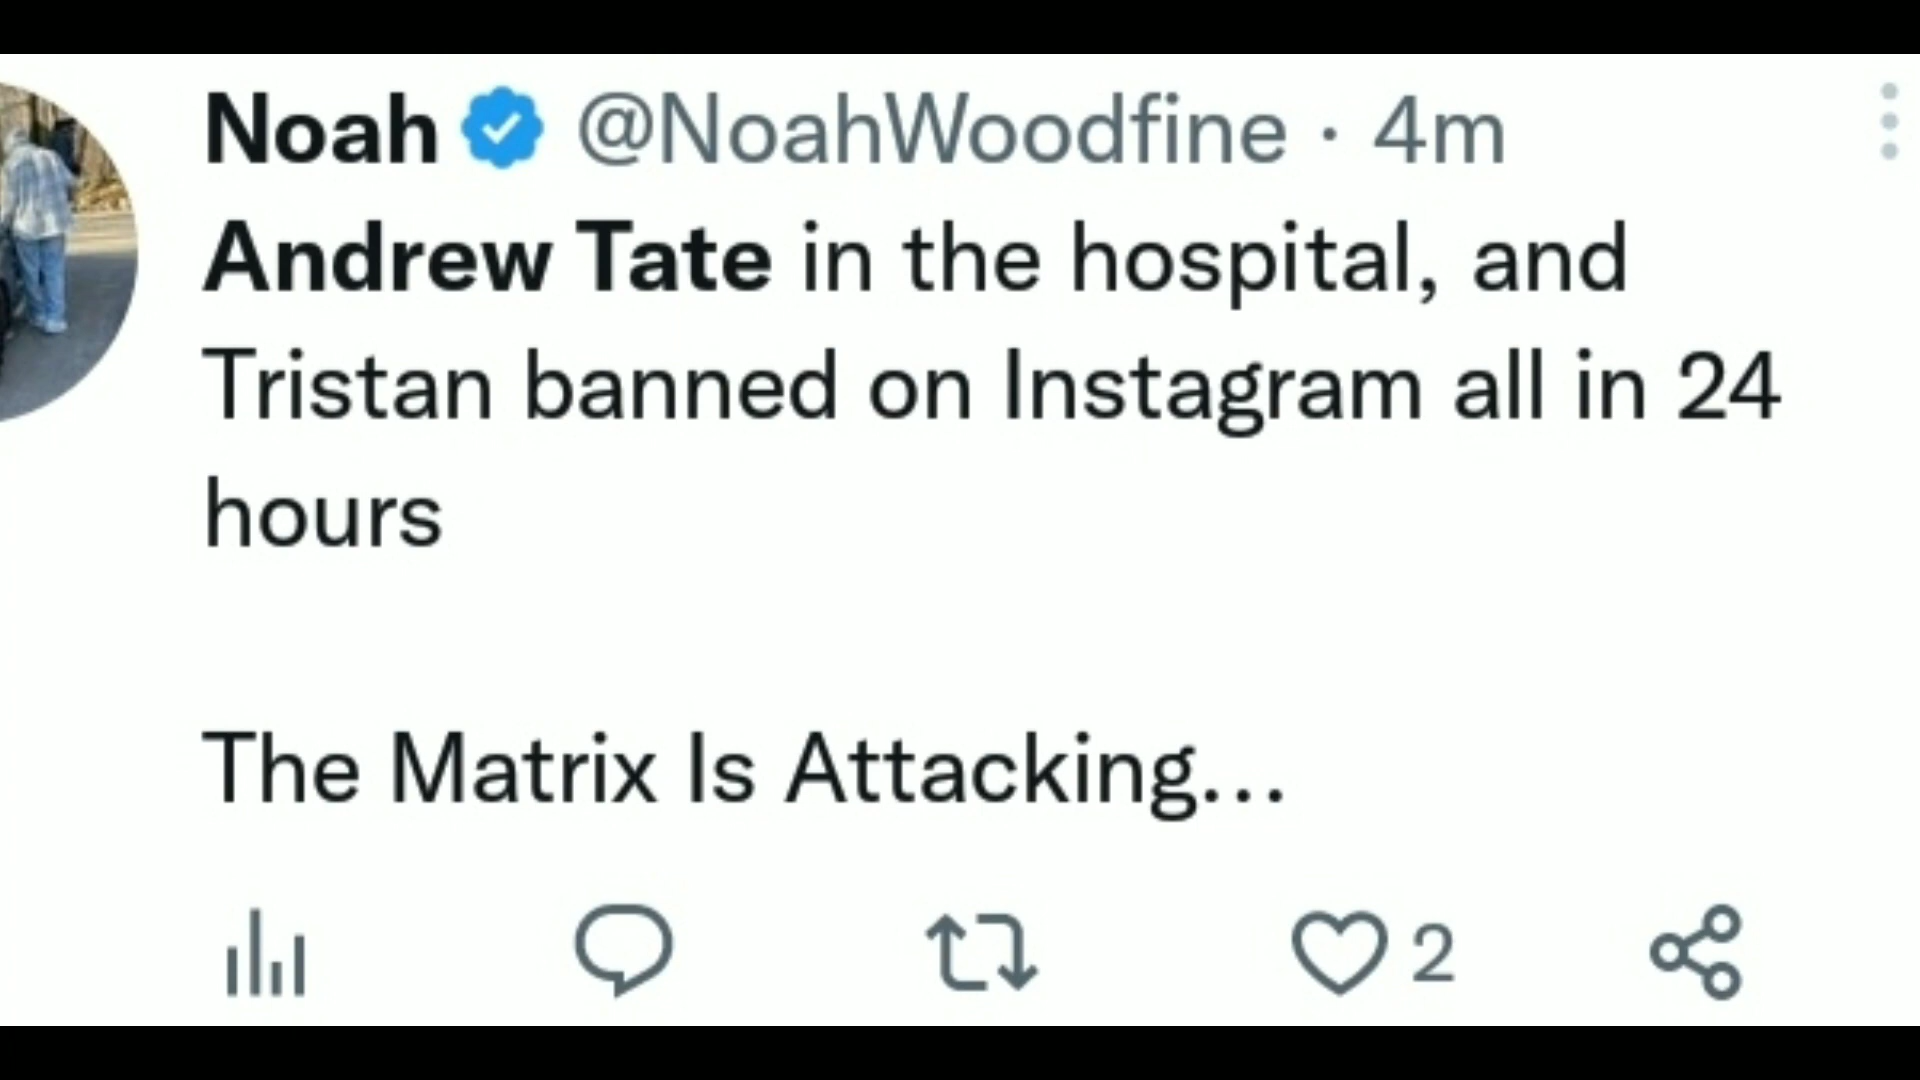 Noah @NoahWoodfine · 4m
Andrew Tate in the hospital, and
Tristan banned on Instagram all in 24
hours
The Matrix Is Attacking...
2